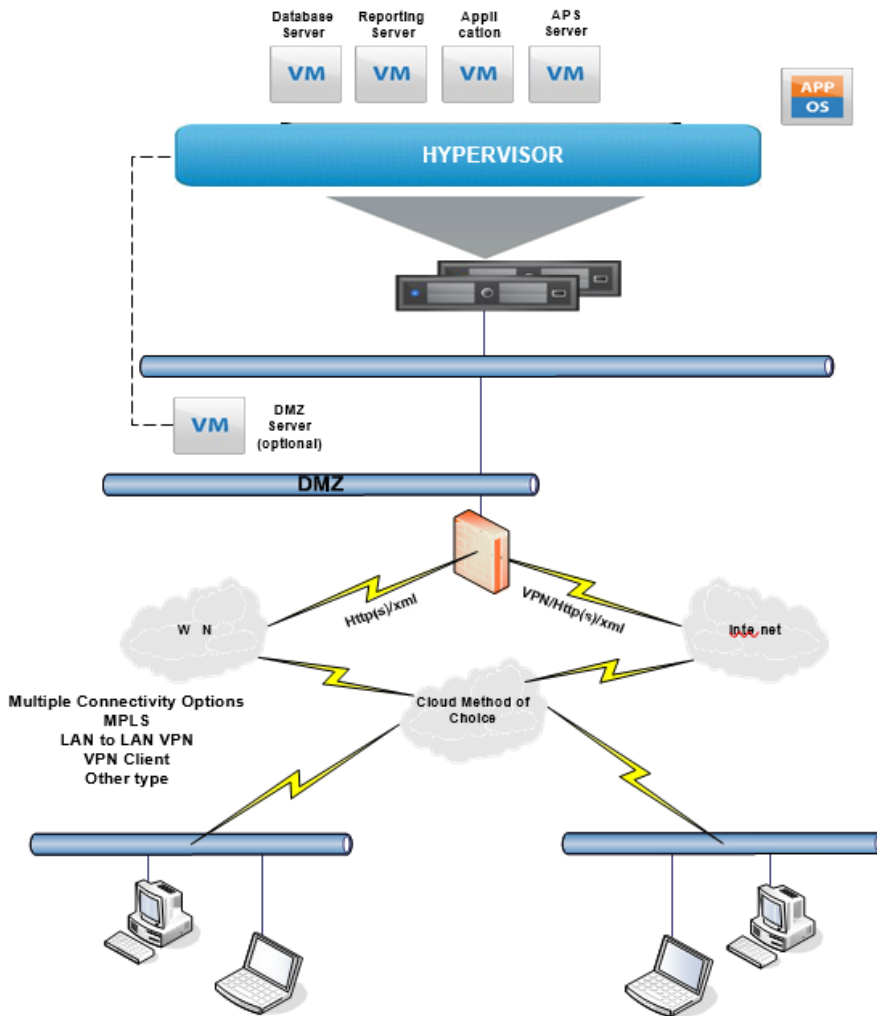 Database Server
Reporting Server
Appli cation
APS Server
VM
VM
VM
VM
APP
OS
HYPERVISOR
VM
DMZ
Server
(optional)
DMZ
Http(s)/xml
VPN/Http(s)/xml
W N
Inte net
Cloud Method of
Choice
Multiple Connectivity Options
MPLS
LAN to LAN VPN
VPN Client
Other type